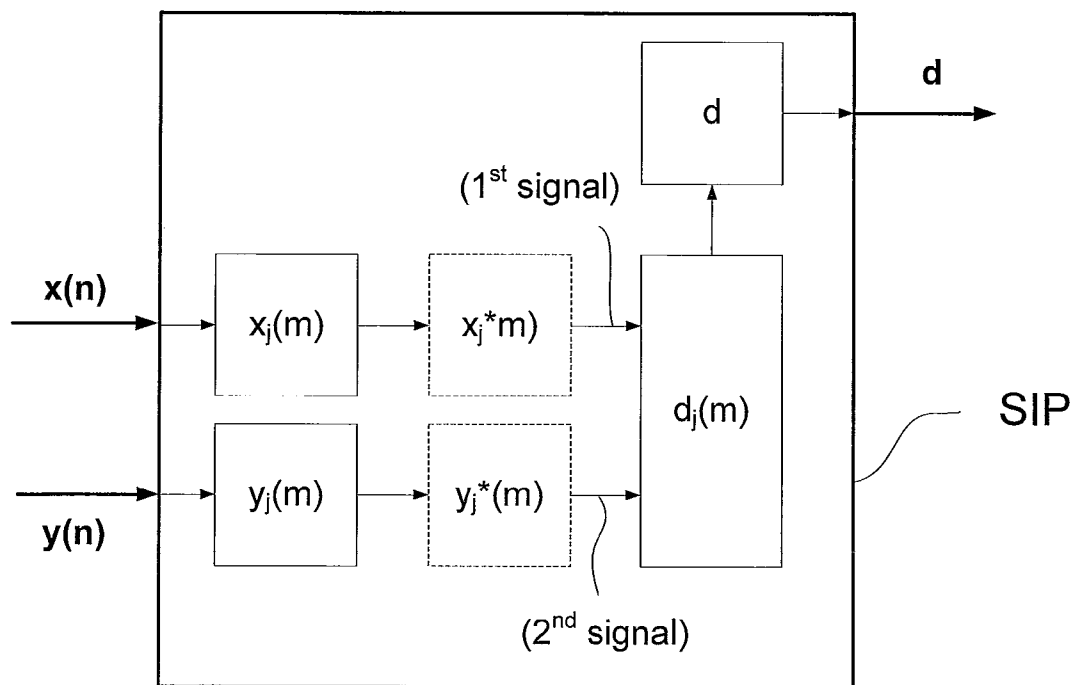 d
d
(1st signal)
x(n)
xj(m)
xj*m)
dj(m)
SIP
yj(m)
yj*(m)
y(n)
(2nd signal)